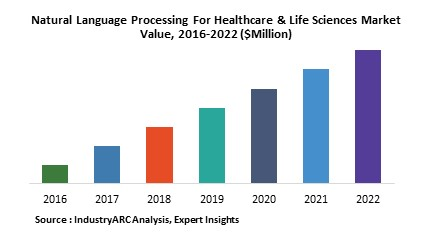 Natural Language Processing For Healthcare & Life Sciences Market
Value, 2016-2022 ($Million)
2016 2017 2018 2019 2020 2021 2022
Source : IndustryARC Analysis, Expert Insights